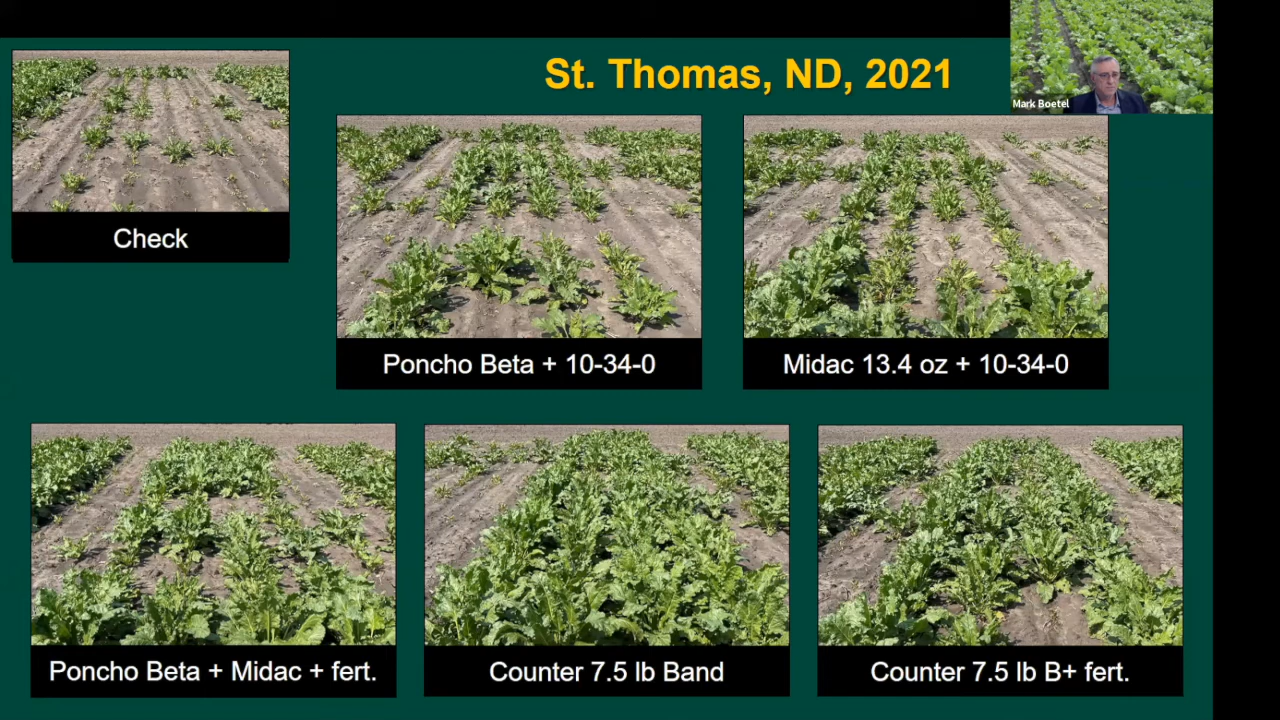 St. Thomas, ND, 2021
Mark Boetel
Check
Poncho Beta + 10-34-0
Midac 13.4 oz + 10-34-0
Poncho Beta + Midac + fert.
Counter 7.5 lb Band
Counter 7.5 lb B+ fert.